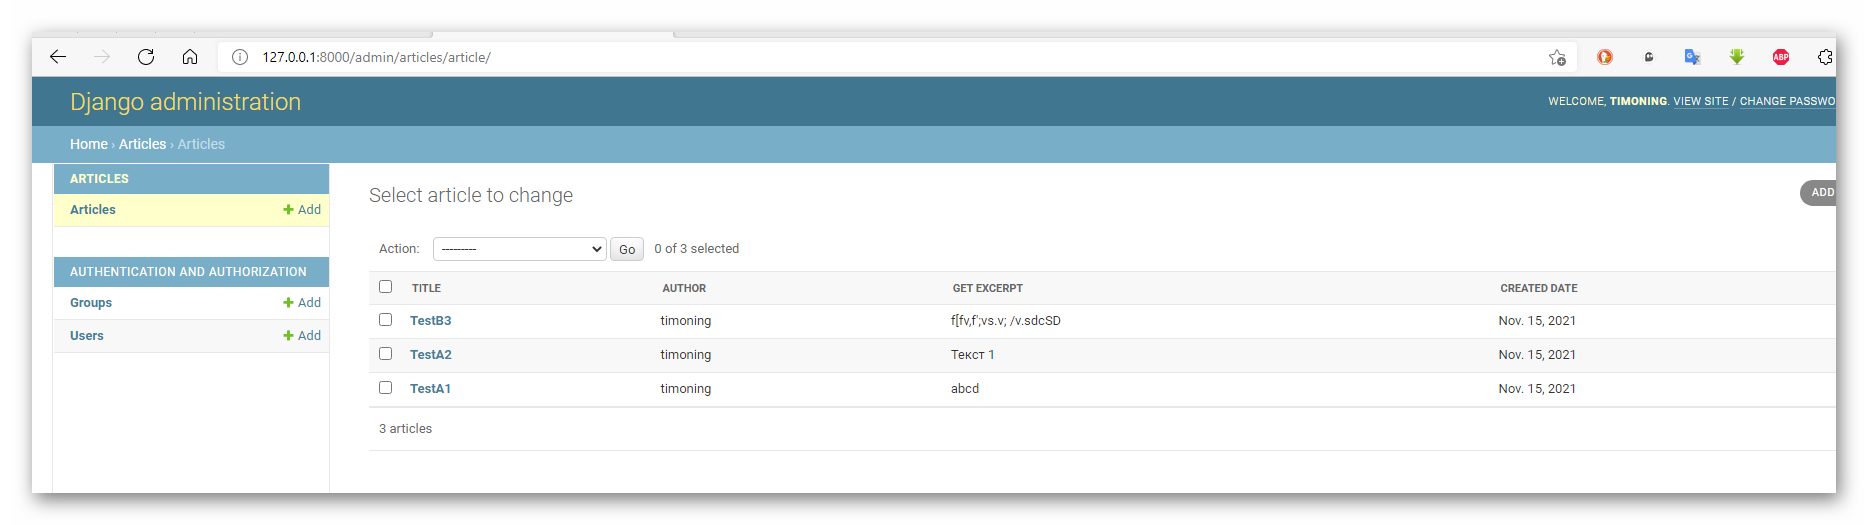 127.0.0.1:8000/admin/articles/article/
ABP
Django administration
WELCOME, TIMONING. VIEW SITE / CHANGE PASSWO
Home › Articles › Articles
ARTICLES
Articles + Add
AUTHENTICATION AND AUTHORIZATION
Groups + Add
Users + Add
Select article to change
ADD
Action: --------- Go 0 of 3 selected
TITLE AUTHOR GET EXCERPT CREATED DATE
TestB3 timoning f[fv,f';vs.v; /v.sdcSD Nov. 15, 2021
TestA2 timoning Текст 1 Nov. 15, 2021
TestA1 timoning abcd Nov. 15, 2021
3 articles